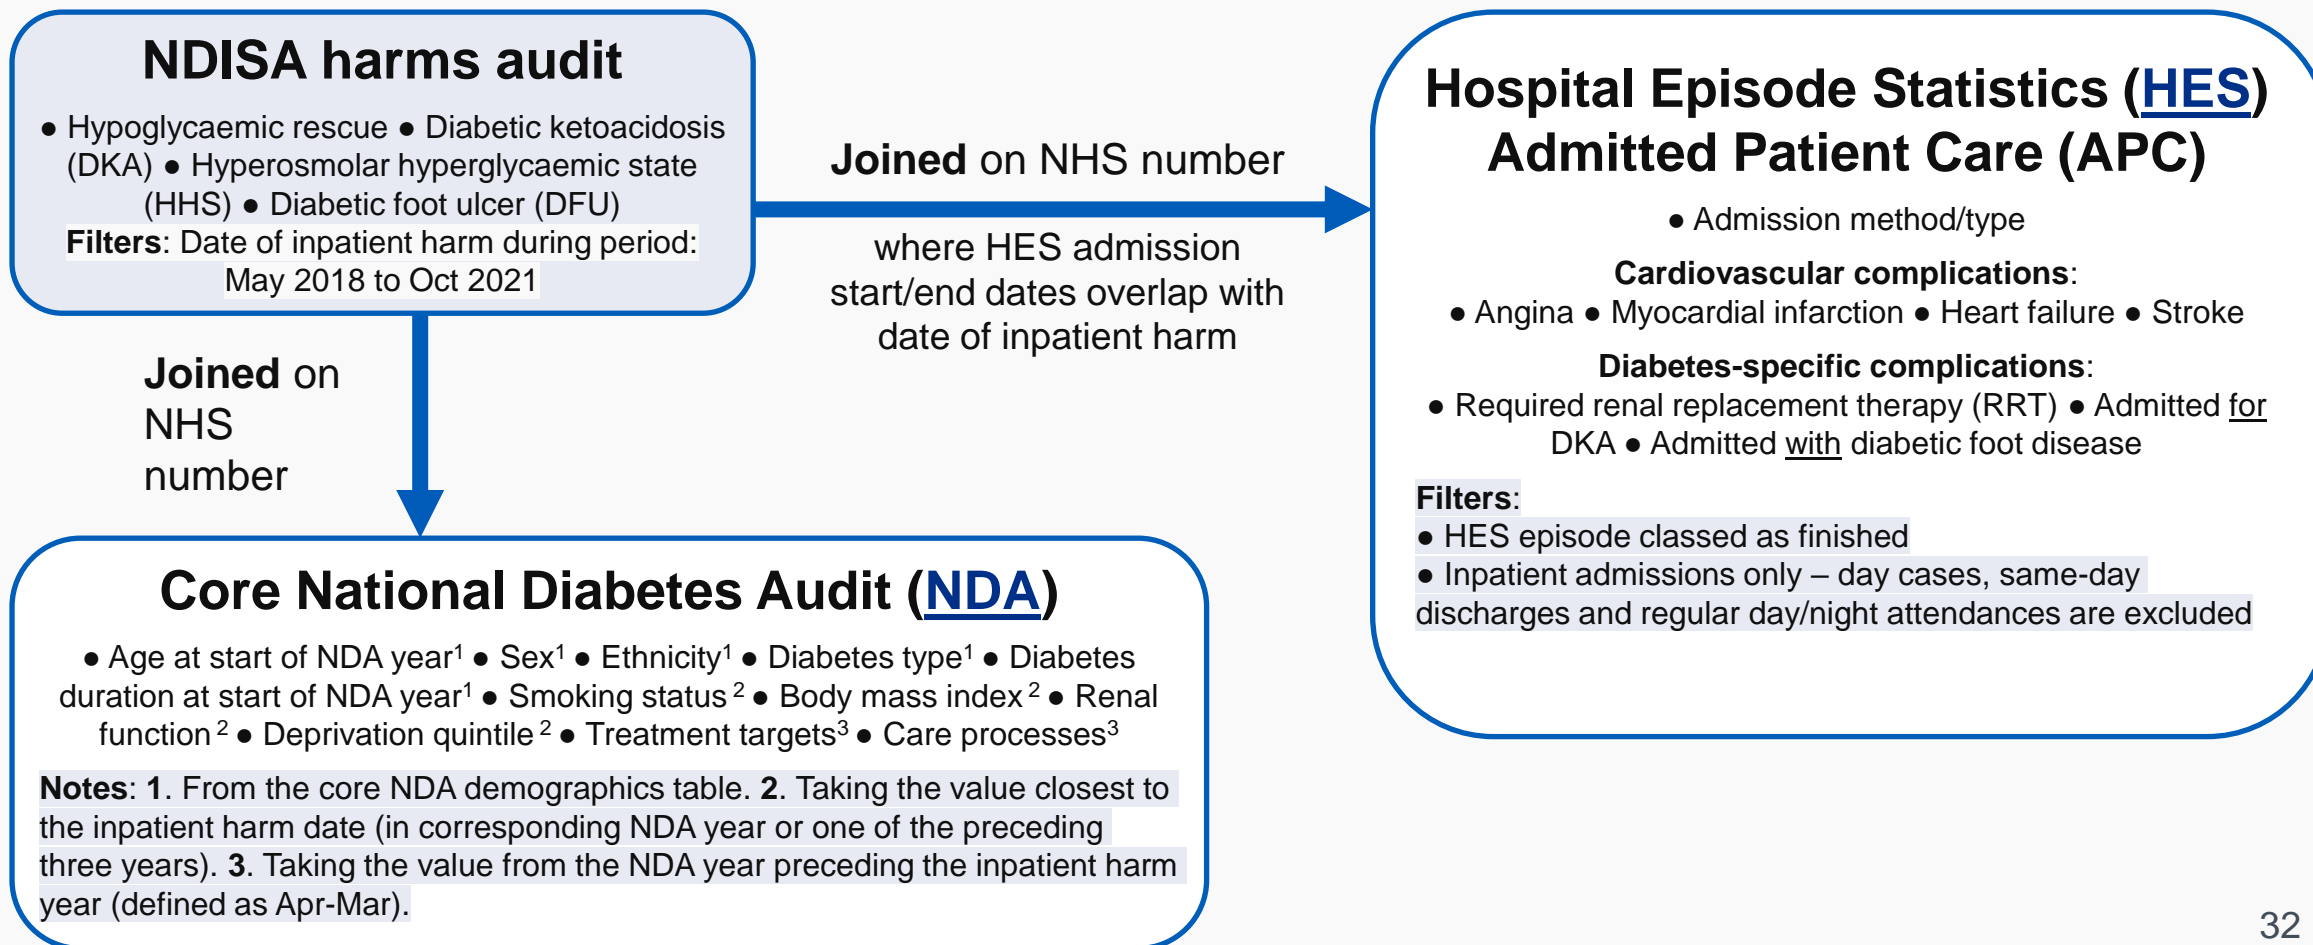 NDISA harms audit
● Hypoglycaemic rescue ● Diabetic ketoacidosis
(DKA) ● Hyperosmolar hyperglycaemic state
(HHS) ● Diabetic foot ulcer (DFU)
Filters: Date of inpatient harm during period:
May 2018 to Oct 2021
Joined on NHS number
where HES admission
start/end dates overlap with
date of inpatient harm
Hospital Episode Statistics (HES)
Admitted Patient Care (APC)
● Admission method/type
Cardiovascular complications:
● Angina ● Myocardial infarction ● Heart failure ● Stroke
Diabetes-specific complications:
● Required renal replacement therapy (RRT) ● Admitted for
DKA ● Admitted with diabetic foot disease
Filters:
● HES episode classed as finished
● Inpatient admissions only – day cases, same-day
discharges and regular day/night attendances are excluded
Joined on
NHS
number
Core National Diabetes Audit (NDA)
● Age at start of NDA year¹ ● Sex¹ ● Ethnicity¹ ● Diabetes type¹ ● Diabetes
duration at start of NDA year¹ ● Smoking status ² ● Body mass index ² ● Renal
function ² ● Deprivation quintile ² ● Treatment targets³ ● Care processes³
Notes: 1. From the core NDA demographics table. 2. Taking the value closest to
the inpatient harm date (in corresponding NDA year or one of the preceding
three years). 3. Taking the value from the NDA year preceding the inpatient harm
year (defined as Apr-Mar).
32